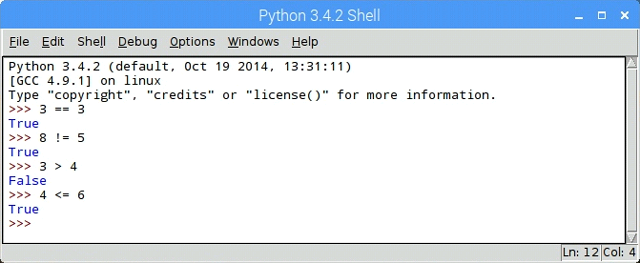 Python 3.4.2 Shell
File Edit Shell Debug Options Windows Help
Python 3.4.2 (default, Oct 19 2014, 13:31:11)
[GCC 4.9.1] on linux
Type "copyright", "credits" or "license()" for more information.
>>> 3 == 3
True
>>> 8 != 5
True
>>> 3 > 4
False
>>> 4 <= 6
True
>>>
Ln: 12 Col: 4